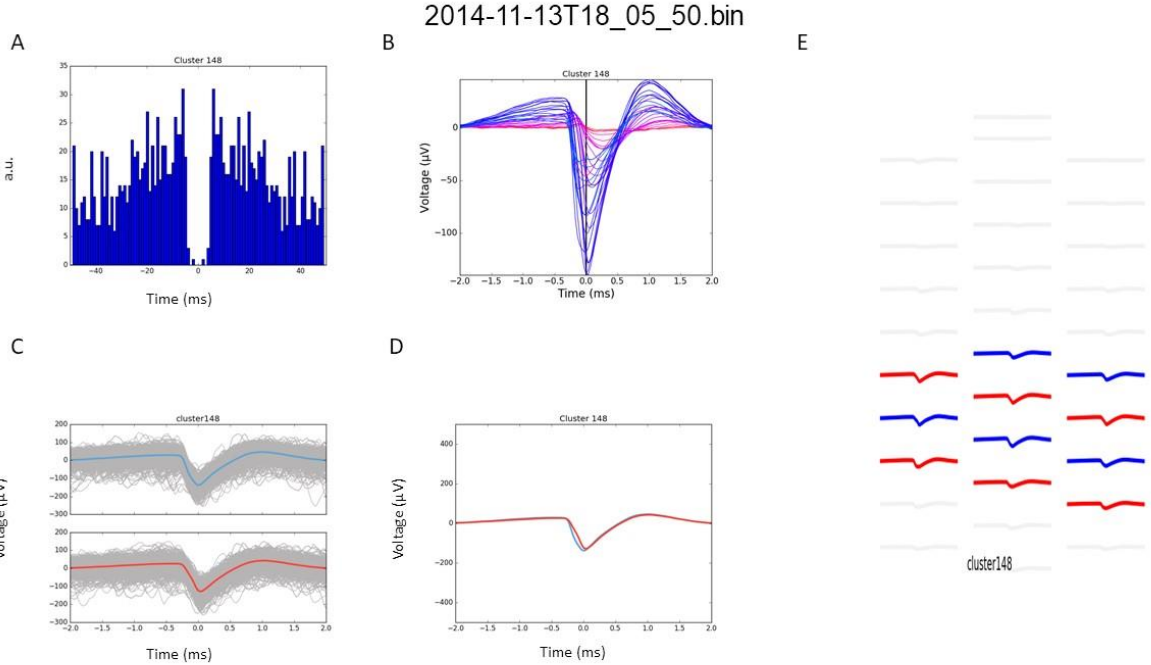 2014-11-13T18_05_50.bin
A
Cluster 148
a.u.
35
30
25
20
15
10
5
0
−40 −20 0 20 40
Time (ms)
B
Cluster 148
Voltage (µV)
0
−50
−100
−2.0 −1.5 −1.0 −0.5 0.0 0.5 1.0 1.5 2.0
Time (ms)
C
cluster148
Voltage (µV)
200
100
0
−100
−200
−300
200
100
0
−100
−200
−300
−2.0 −1.5 −1.0 −0.5 0.0 0.5 1.0 1.5 2.0
Time (ms)
D
Cluster 148
Voltage (µV)
400
200
0
−200
−400
−2.0 −1.5 −1.0 −0.5 0.0 0.5 1.0 1.5 2.0
Time (ms)
E
cluster148